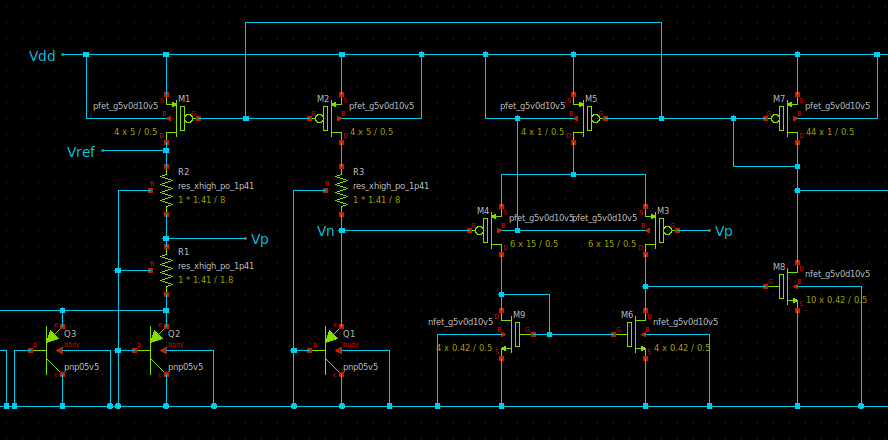 Vdd
M1
pfet_g5v0d10v5
4 x 5 / 0.5
M2
pfet_g5v0d10v5
4 x 5 / 0.5
M5
pfet_g5v0d10v5
4 x 1 / 0.5
M7
pfet_g5v0d10v5
44 x 1 / 0.5
Vref
R2
res_xhigh_po_1p41
1 * 1.41 / 8
R3
res_xhigh_po_1p41
1 * 1.41 / 8
Vp
Vn
M4
pfet_g5v0d10v5
6 x 15 / 0.5
M3
pfet_g5v0d10v5
6 x 15 / 0.5
Vp
R1
res_xhigh_po_1p41
1 * 1.41 / 1.8
M8
nfet_g5v0d10v5
10 x 0.42 / 0.5
Q3
body
pnp05v5
Q2
body
pnp05v5
Q1
body
pnp05v5
M9
nfet_g5v0d10v5
4 x 0.42 / 0.5
M6
nfet_g5v0d10v5
4 x 0.42 / 0.5